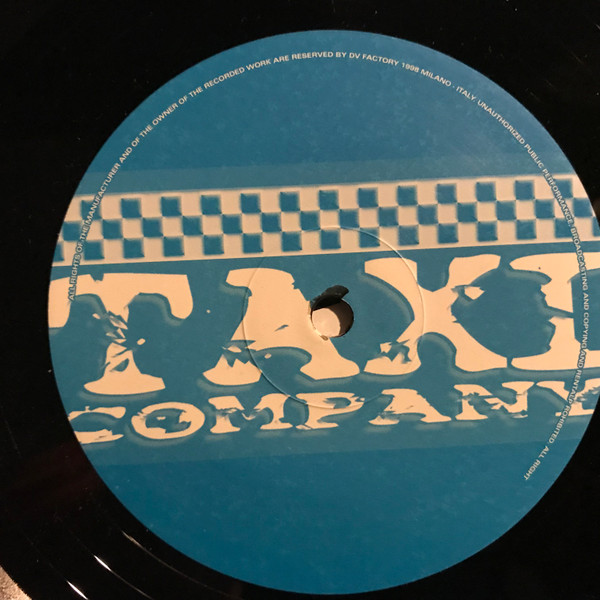 ALL RIGHTS OF THE MANUFACTURER AND OF THE OWNER OF THE RECORDED WORK ARE RESERVED BY DV FACTORY 1998 MILANO - ITALY UNAUTHORIZED PUBLIC PERFORMANCE, BROADCASTING AND COPYING AND RENTALS PROHIBITED. ALL RIGHT
TAXI
COMPANY